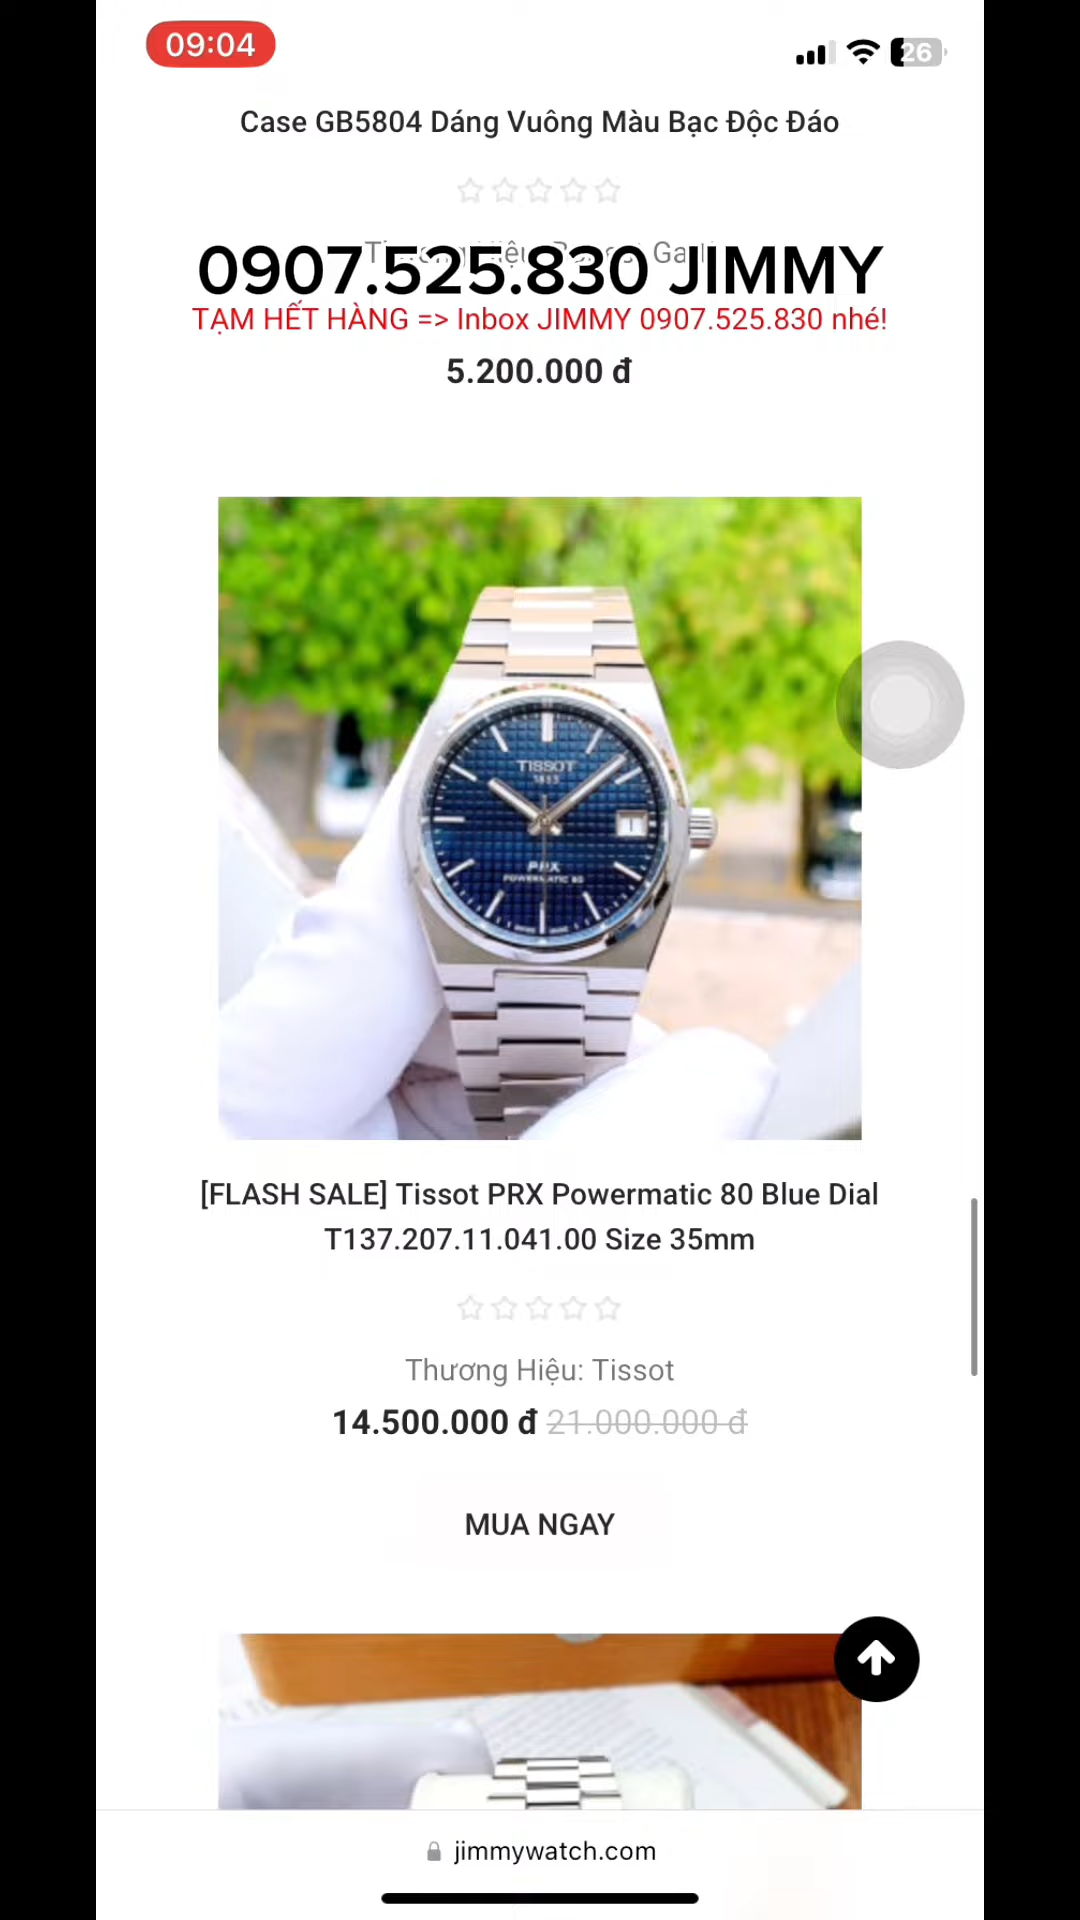 09:04
26
Case GB5804 Dáng Vuông Màu Bạc Độc Đáo
0907.525.830 JIMMY
TẠM HẾT HÀNG => Inbox JIMMY 0907.525.830 nhé!
5.200.000 đ
TISSOT
1853
PRX
POWERMATIC 80
[FLASH SALE] Tissot PRX Powermatic 80 Blue Dial
T137.207.11.041.00 Size 35mm
Thương Hiệu: Tissot
14.500.000 đ 21.000.000 đ
MUA NGAY
jimmywatch.com